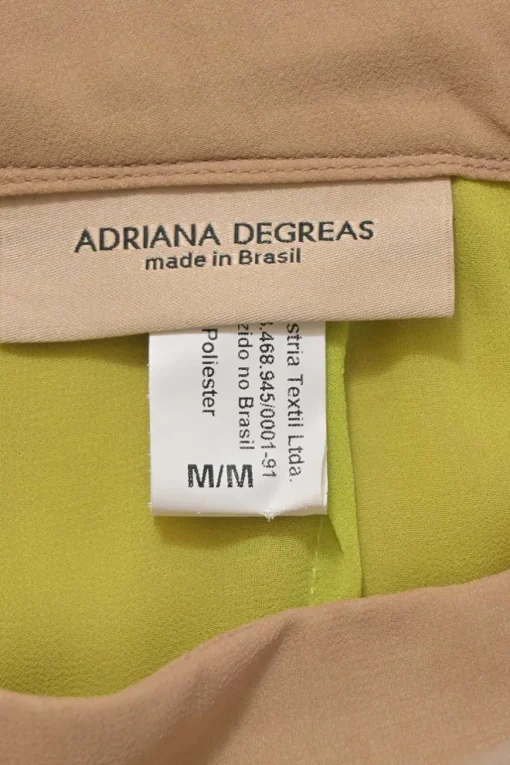 ADRIANA DEGREAS
made in Brasil
stria Textil Ltda.
.468.945/0001-91
zido no Brasil
Poliester
M/M